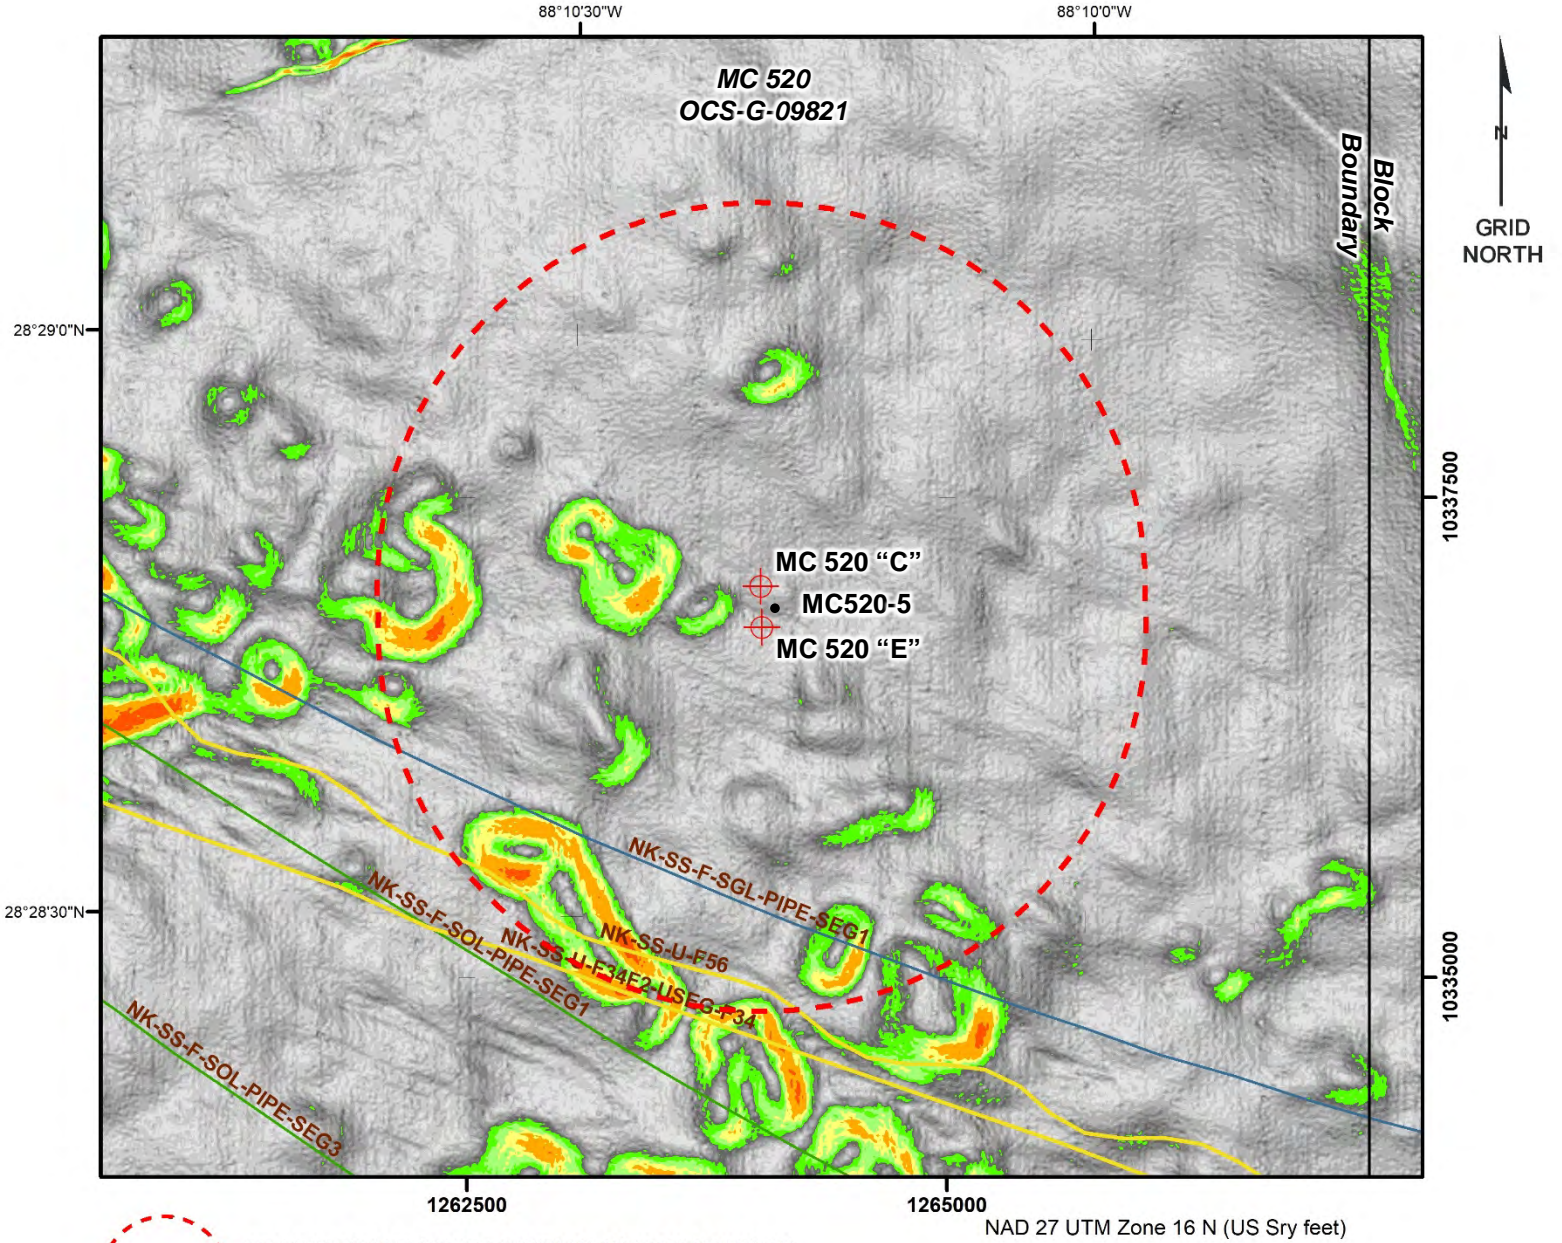 88°10'30"W
88°10'0"W
MC 520
OCS-G-09821
Block
Boundary
N
GRID
NORTH
28°29'0"N
10337500
MC 520 “C”
MC520-5
MC 520 “E”
NK-SS-F-SGL-PIPE-SEG1
NK-SS-F-SOL-PIPE-SEG1
28°28'30"N
NK-SS-U-F56
NK-SS-U-F34F2-USEG-F34
10335000
NK-SS-F-SOL-PIPE-SEG3
1262500
1265000
NAD 27 UTM Zone 16 N (US Sry feet)